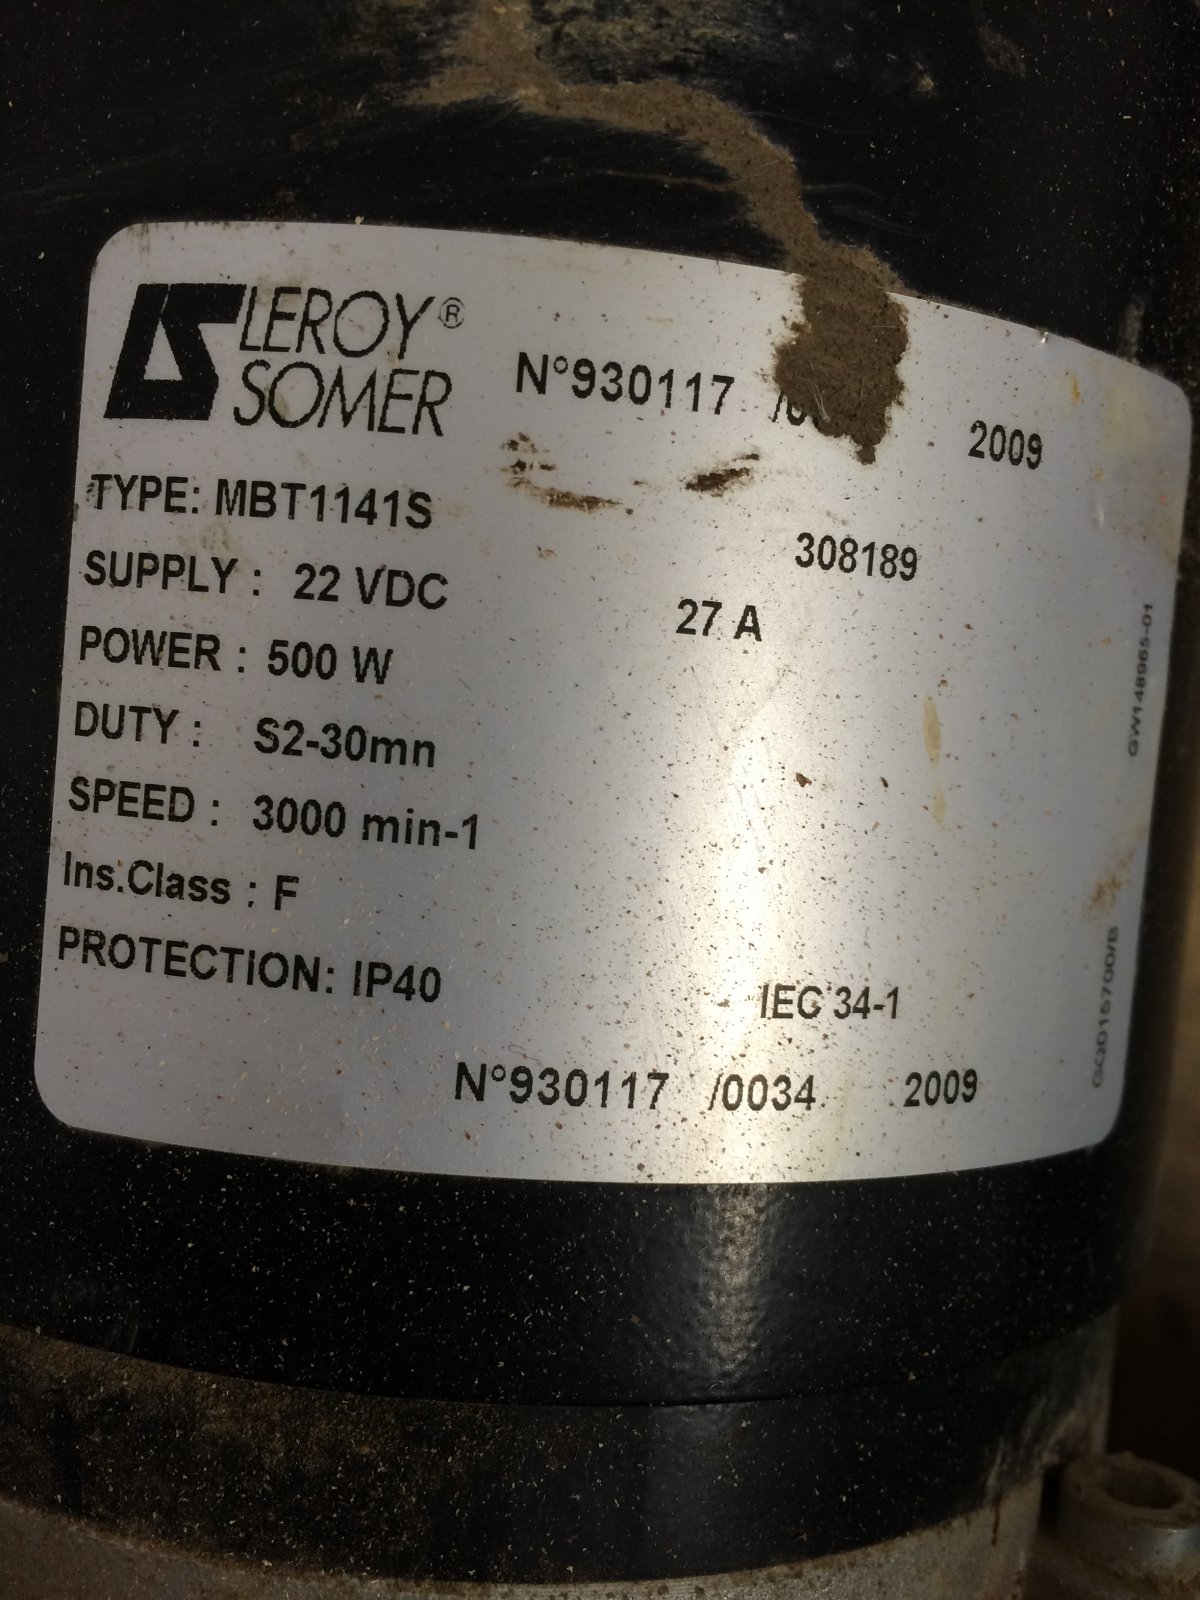 LEROY®
SOMER
N°930117 2009
TYPE: MBT1141S
308189
SUPPLY : 22 VDC 27 A
POWER : 500 W
DUTY : S2-30mn
SPEED : 3000 min-1
Ins.Class : F
PROTECTION: IP40
IEC 34-1
N°930117 /0034 2009
GW148965-01
GQ015700/B